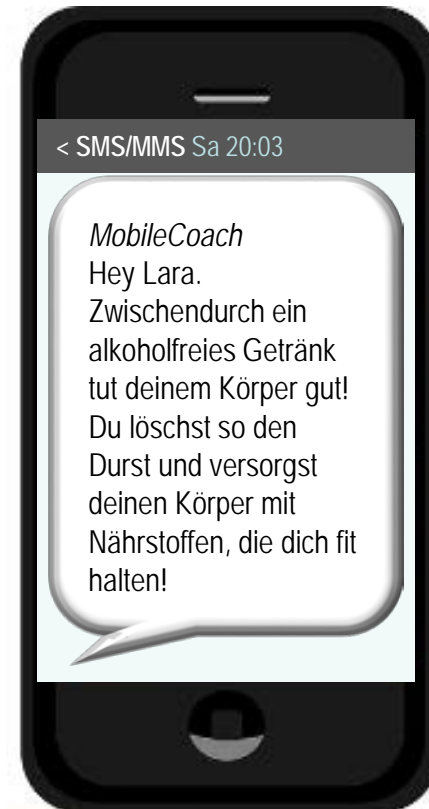 < SMS/MMS Sa 20:03
MobileCoach
Hey Lara.
Zwischendurch ein
alkoholfreies Getränk
tut deinem Körper gut!
Du löschst so den
Durst und versorgst
deinen Körper mit
Nährstoffen, die dich fit
halten!